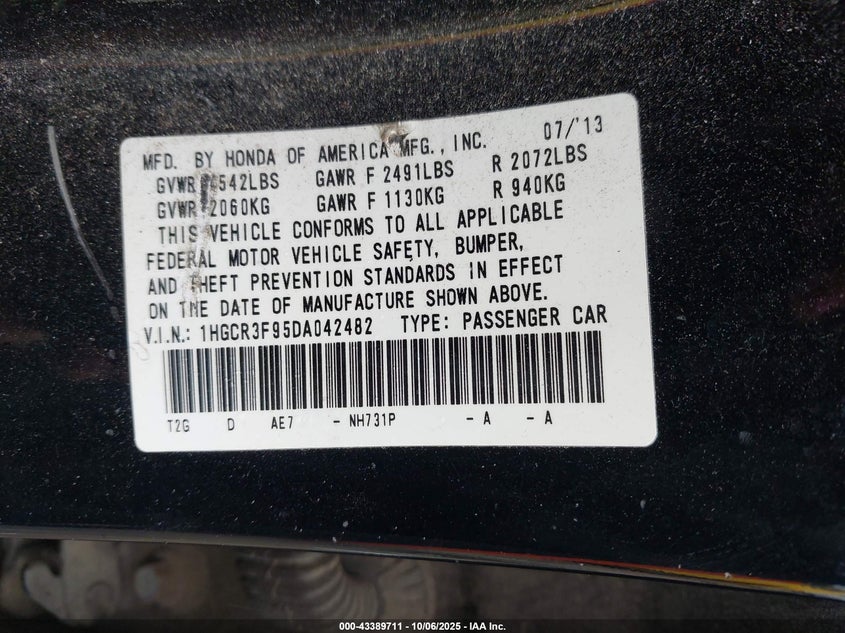 MFD. BY HONDA OF AMERICA MFG., INC. 07/'13
GVWR 4542LBS GAWR F 2491LBS R 2072LBS
GVWR 2060KG GAWR F 1130KG R 940KG
THIS VEHICLE CONFORMS TO ALL APPLICABLE
FEDERAL MOTOR VEHICLE SAFETY, BUMPER,
AND THEFT PREVENTION STANDARDS IN EFFECT
ON THE DATE OF MANUFACTURE SHOWN ABOVE.
V.I.N.: 1HGCR3F95DA042482 TYPE: PASSENGER CAR
T2G D AE7 - NH731P - A - A
000-43389711 - 10/06/2025 - IAA Inc.